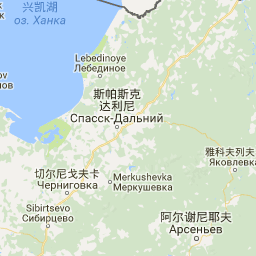 兴凯湖
оз. Ханка
Lebedinoye
Лебединое
斯帕斯克
达利尼
Спасск-Дальний
雅科夫列夫
Яковлевка
切尔尼戈夫卡
Черниговка
Merkushevka
Меркушевка
Sibirtsevo
Сибирцево
阿尔谢尼耶夫
Арсеньев